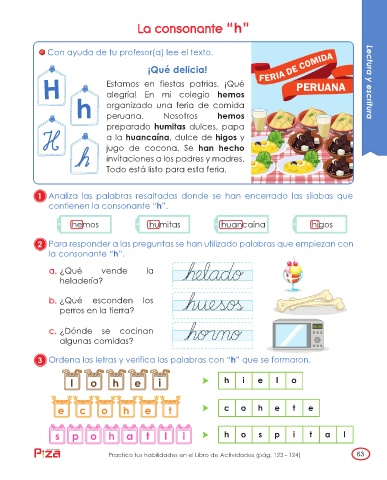 La consonante “h”
Con ayuda de tu profesor(a) lee el texto.
Lectura y escritura
¡Qué delicia!
Estamos en fiestas patrias. ¡Qué
alegría! En mi colegio hemos
organizado una feria de comida
peruana. Nosotros hemos
preparado humitas dulces, papa
a la huancaína, dulce de higos y
jugo de cocona. Se han hecho
invitaciones a los padres y madres.
Todo está listo para esta feria.
H
h
H
h
FERIA DE COMIDA
PERUANA
1 Analiza las palabras resaltadas donde se han encerrado las sílabas que
contienen la consonante “h”.
hemos humitas huancaína higos
2 Para responder a las preguntas se han utilizado palabras que empiezan con
la consonante “h”.
a. ¿Qué vende la
heladería?
helado
b. ¿Qué esconden los
perros en la tierra?
huesos
c. ¿Dónde se cocinan
algunas comidas?
horno
3 Ordena las letras y verifica las palabras con “h” que se formaron.
l o h e i h i e l o
e c o h e t c o h e t e
s p o h a t l i h o s p i t a l
Piza
Practica tus habilidades en el Libro de Actividades (pág. 123 - 124)
63